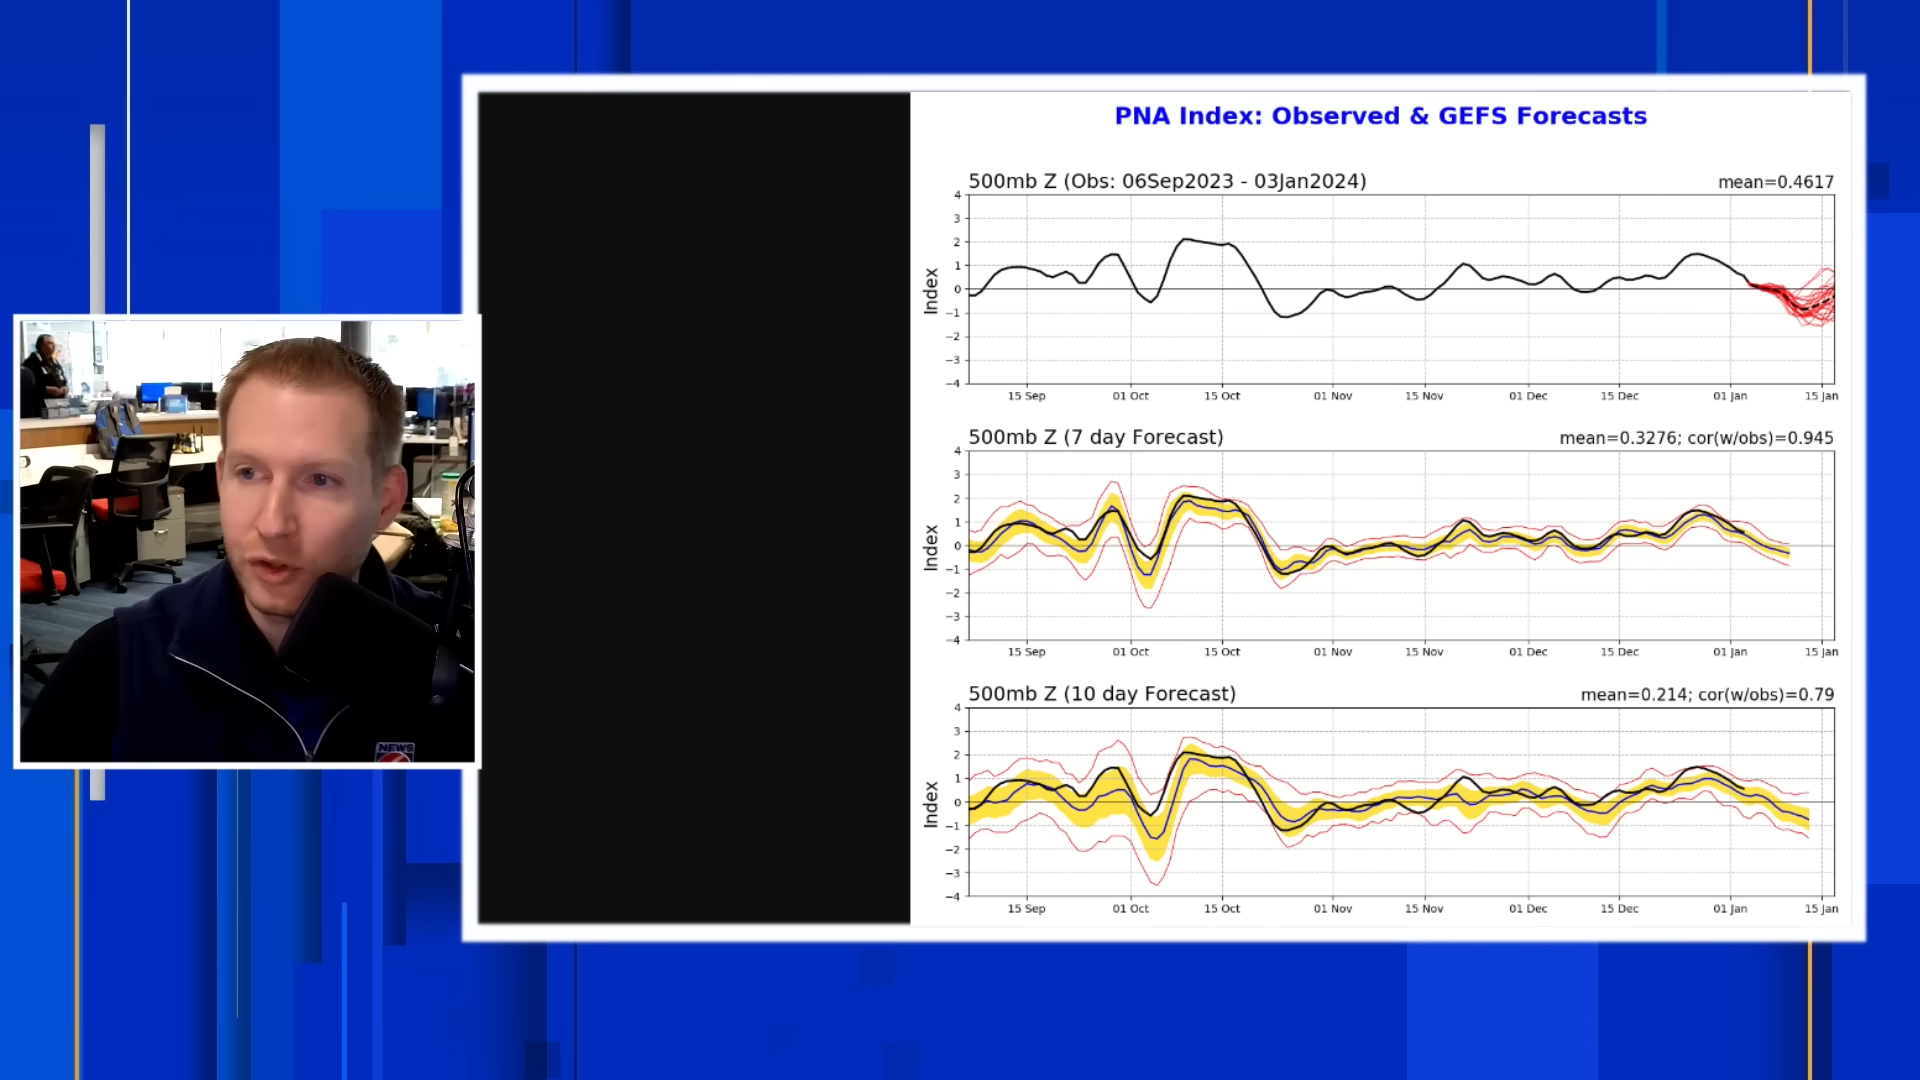 PNA Index: Observed & GEFS Forecasts
500mb Z (Obs: 06Sep2023 - 03Jan2024)
mean=0.4617
4
3
2
1
0
−1
−2
−3
−4
Index
15 Sep
01 Oct
15 Oct
01 Nov
15 Nov
01 Dec
15 Dec
01 Jan
15 Jan
500mb Z (7 day Forecast)
mean=0.3276; cor(w/obs)=0.945
4
3
2
1
0
−1
−2
−3
−4
Index
15 Sep
01 Oct
15 Oct
01 Nov
15 Nov
01 Dec
15 Dec
01 Jan
15 Jan
500mb Z (10 day Forecast)
mean=0.214; cor(w/obs)=0.79
4
3
2
1
0
−1
−2
−3
−4
Index
15 Sep
01 Oct
15 Oct
01 Nov
15 Nov
01 Dec
15 Dec
01 Jan
15 Jan
NEWS